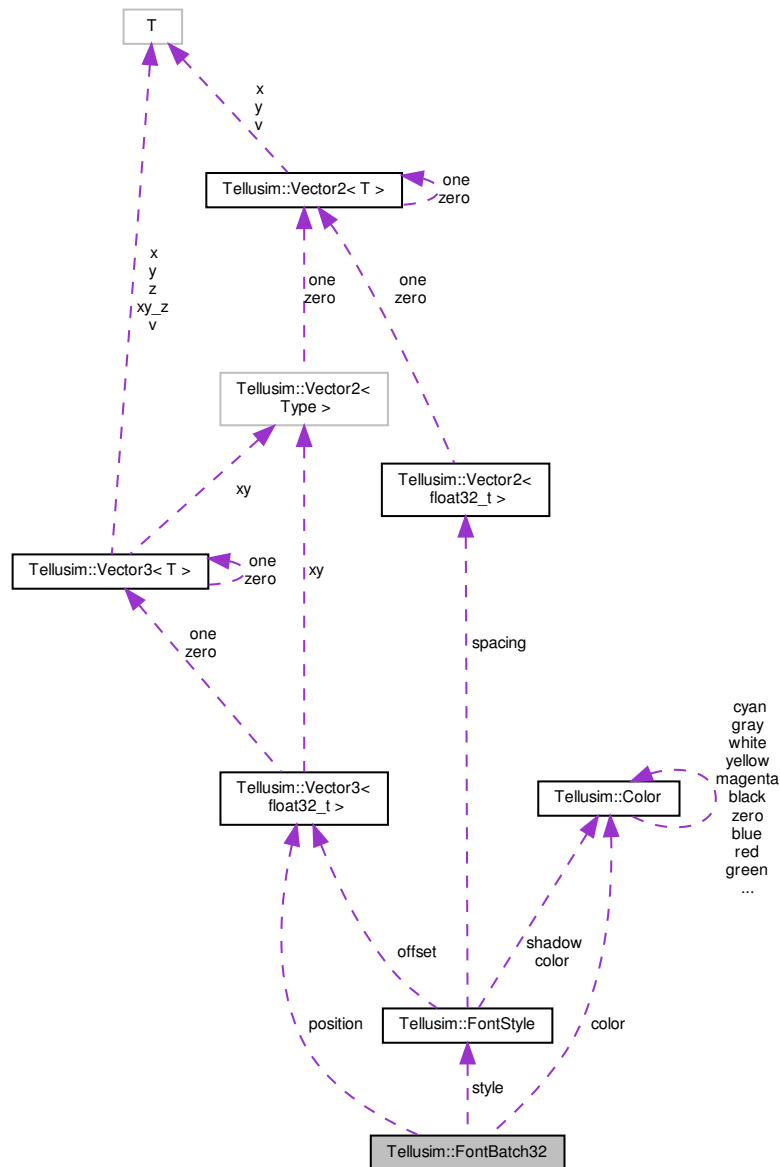 T
x
y
v
Tellusim::Vector2< T >
one
zero
x
y
z
xy_z
v
one
zero
one
zero
Tellusim::Vector2<
Type >
Tellusim::Vector2<
float32_t >
xy
Tellusim::Vector3< T >
one
zero
xy
one
zero
spacing
cyan
gray
white
yellow
magenta
black
zero
blue
red
green
...
Tellusim::Vector3<
float32_t >
Tellusim::Color
offset
shadow
color
position
Tellusim::FontStyle
color
style
Tellusim::FontBatch32